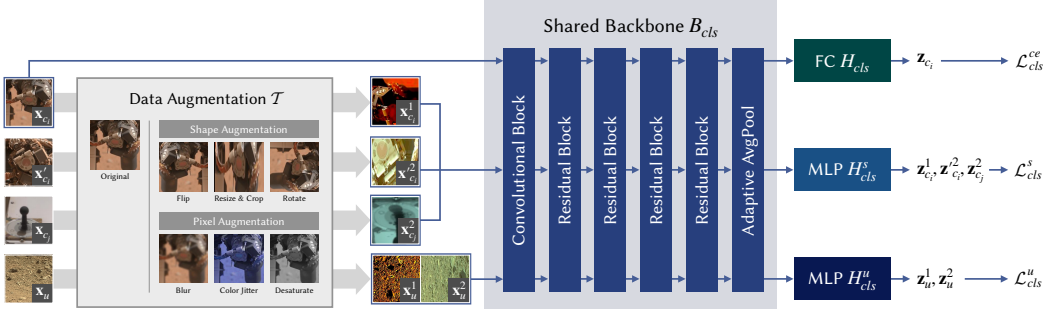 Shared Backbone B_cls
Data Augmentation 𝒯
Original
Shape Augmentation
Flip
Resize & Crop
Rotate
Pixel Augmentation
Blur
Color Jitter
Desaturate
x_{c_i}
x'_{c_i}
x_{c_j}
x_u
x^1_{c_i}
x'^2_{c_i}
x^2_{c_j}
x^1_u
x^2_u
Convolutional Block
Residual Block
Residual Block
Residual Block
Residual Block
Adaptive AvgPool
FC H_cls
z_{c_i}
ℒ^{ce}_{cls}
MLP H^s_{cls}
z^1_{c_i}, z'^2_{c_i}, z^2_{c_j}
ℒ^s_{cls}
MLP H^u_{cls}
z^1_u, z^2_u
ℒ^u_{cls}